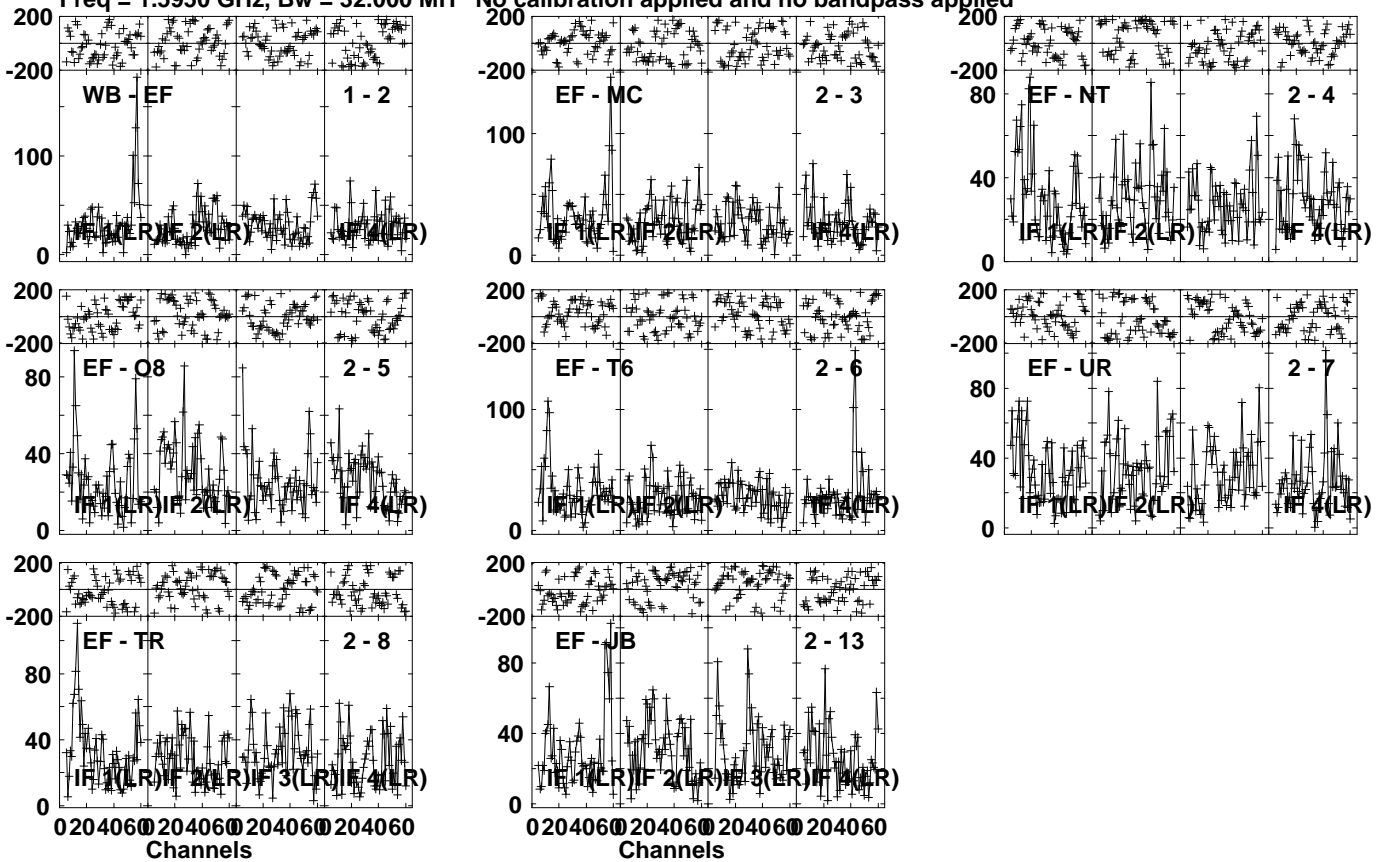 Freq = 1.5950 GHz, Bw = 32.000 MH No calibration applied and no bandpass applied
200
-200
WB - EF 1 - 2
100
0
IF 1(LR) IF 2(LR) IF 4(LR)
200
-200
EF - MC 2 - 3
100
0
IF 1(LR) IF 2(LR) IF 4(LR)
200
-200
EF - NT 2 - 4
80
40
0
IF 1(LR) IF 2(LR) IF 4(LR)
200
-200
EF - O8 2 - 5
80
40
0
IF 1(LR) IF 2(LR) IF 4(LR)
200
-200
EF - T6 2 - 6
100
0
IF 1(LR) IF 2(LR) IF 4(LR)
200
-200
EF - UR 2 - 7
80
40
0
IF 1(LR) IF 2(LR) IF 4(LR)
200
-200
EF - TR 2 - 8
80
40
0
IF 1(LR) IF 2(LR) IF 3(LR) IF 4(LR)
0 20 40 60 0 20 40 60 0 20 40 60 0 20 40 60
Channels
200
-200
EF - JB 2 - 13
80
40
0
IF 1(LR) IF 2(LR) IF 3(LR) IF 4(LR)
0 20 40 60 0 20 40 60 0 20 40 60 0 20 40 60
Channels